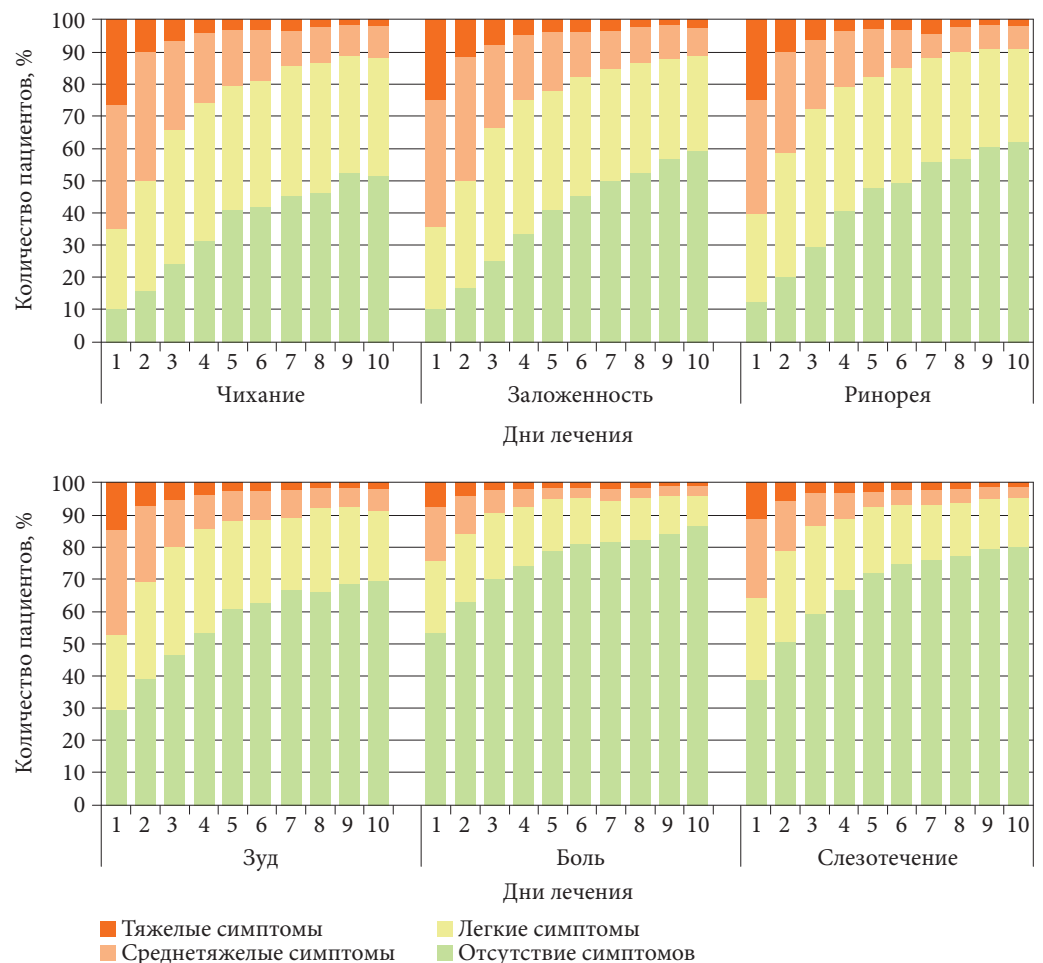 Количество пациентов, %
100
90
80
70
60
50
40
30
20
10
0
1 2 3 4 5 6 7 8 9 10 1 2 3 4 5 6 7 8 9 10 1 2 3 4 5 6 7 8 9 10
Чихание Заложенность Ринорея
Дни лечения
Количество пациентов, %
100
90
80
70
60
50
40
30
20
10
0
1 2 3 4 5 6 7 8 9 10 1 2 3 4 5 6 7 8 9 10 1 2 3 4 5 6 7 8 9 10
Зуд Боль Слезотечение
Дни лечения
Тяжелые симптомы Легкие симптомы
Среднетяжелые симптомы Отсутствие симптомов